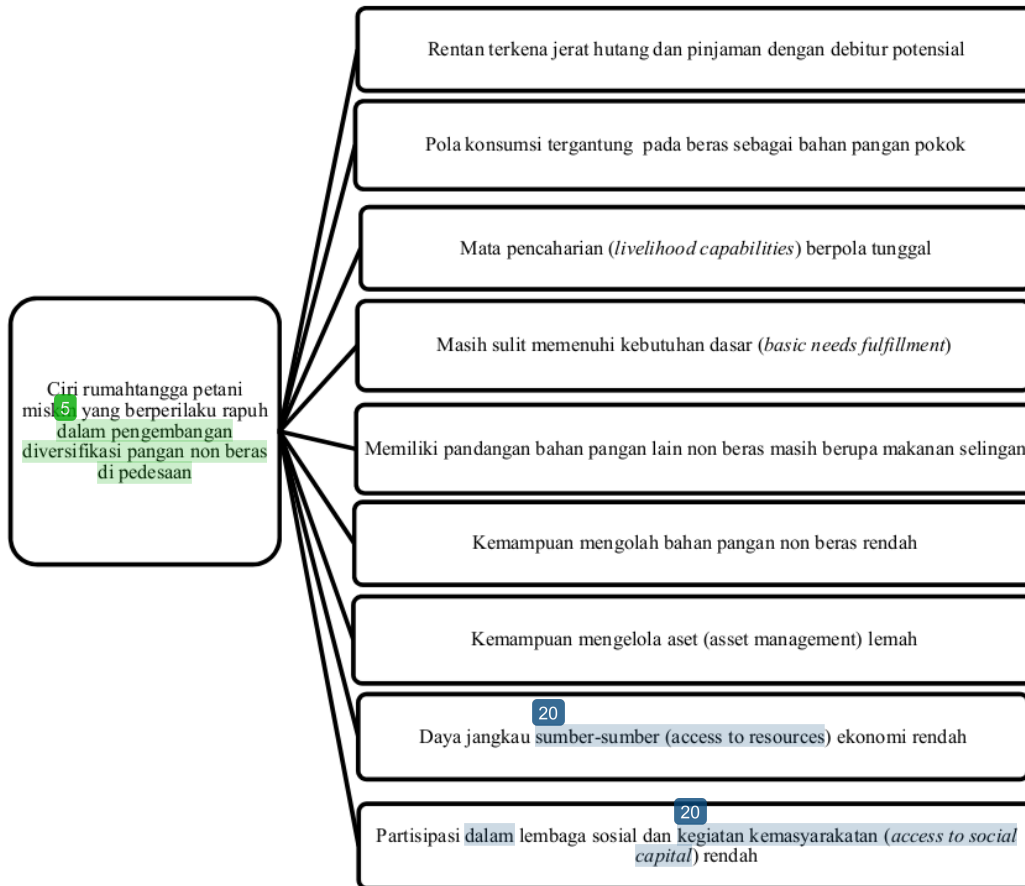 Rentan terkena jerat hutang dan pinjaman dengan debitur potensial
Pola konsumsi tergantung pada beras sebagai bahan pangan pokok
Mata pencaharian (livelihood capabilities) berpola tunggal
Masih sulit memenuhi kebutuhan dasar (basic needs fulfillment)
Ciri rumahtangga petani
5
yang berperilaku rapuh
dalam pengembangan
diversifikasi pangan non beras
di pedesaan
Memiliki pandangan bahan pangan lain non beras masih berupa makanan selingan
Kemampuan mengolah bahan pangan non beras rendah
Kemampuan mengelola aset (asset management) lemah
20
Daya jangkau sumber-sumber (access to resources) ekonomi rendah
20
Partisipasi dalam lembaga sosial dan kegiatan kemasyarakatan (access to social
capital) rendah